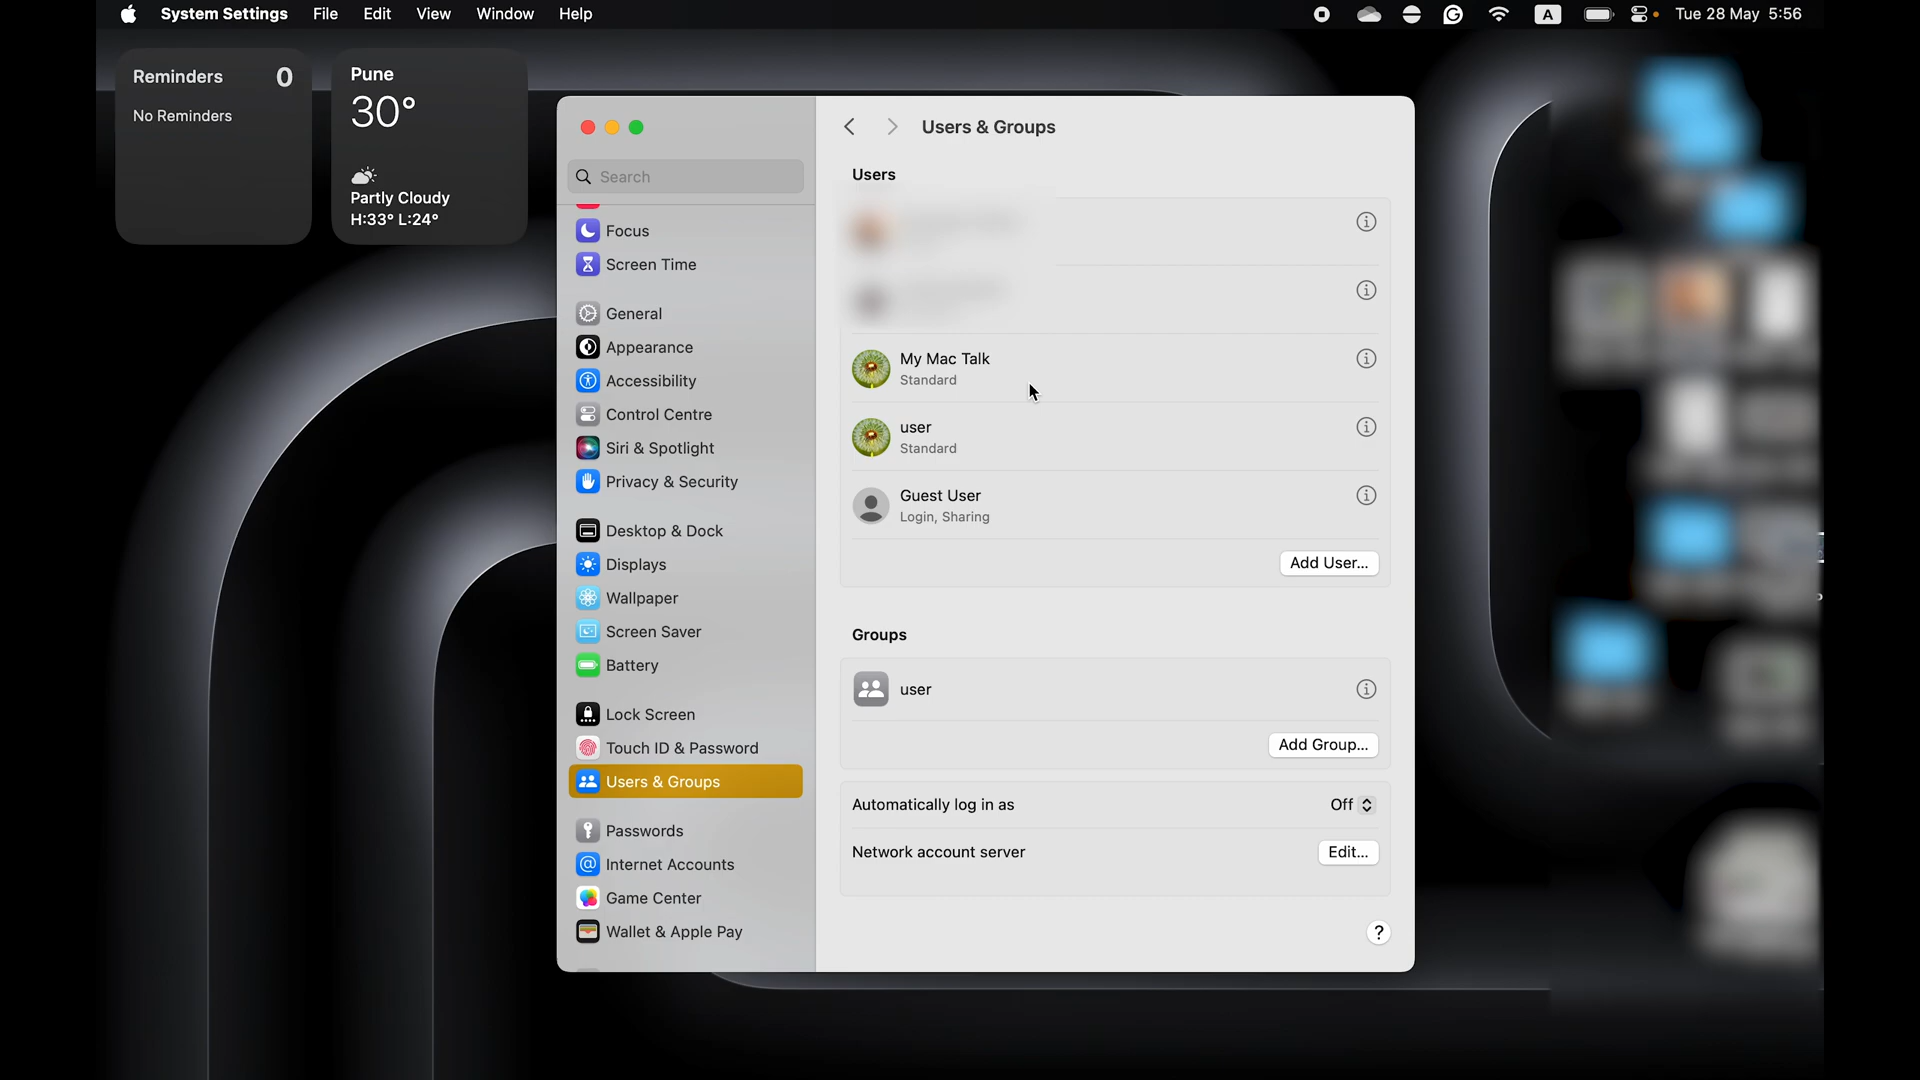 System Settings File Edit View Window Help A Tue 28 May 5:56
Reminders 0
No Reminders
Pune
30°
Partly Cloudy
H:33° L:24°
Search
Focus
Screen Time
General
Appearance
Accessibility
Control Centre
Siri & Spotlight
Privacy & Security
Desktop & Dock
Displays
Wallpaper
Screen Saver
Battery
Lock Screen
Touch ID & Password
Users & Groups
Passwords
Internet Accounts
Game Center
Wallet & Apple Pay
Users & Groups
Users
My Mac Talk
Standard
user
Standard
Guest User
Login, Sharing
Add User...
Groups
user
Add Group...
Automatically log in as Off
Network account server Edit...
?